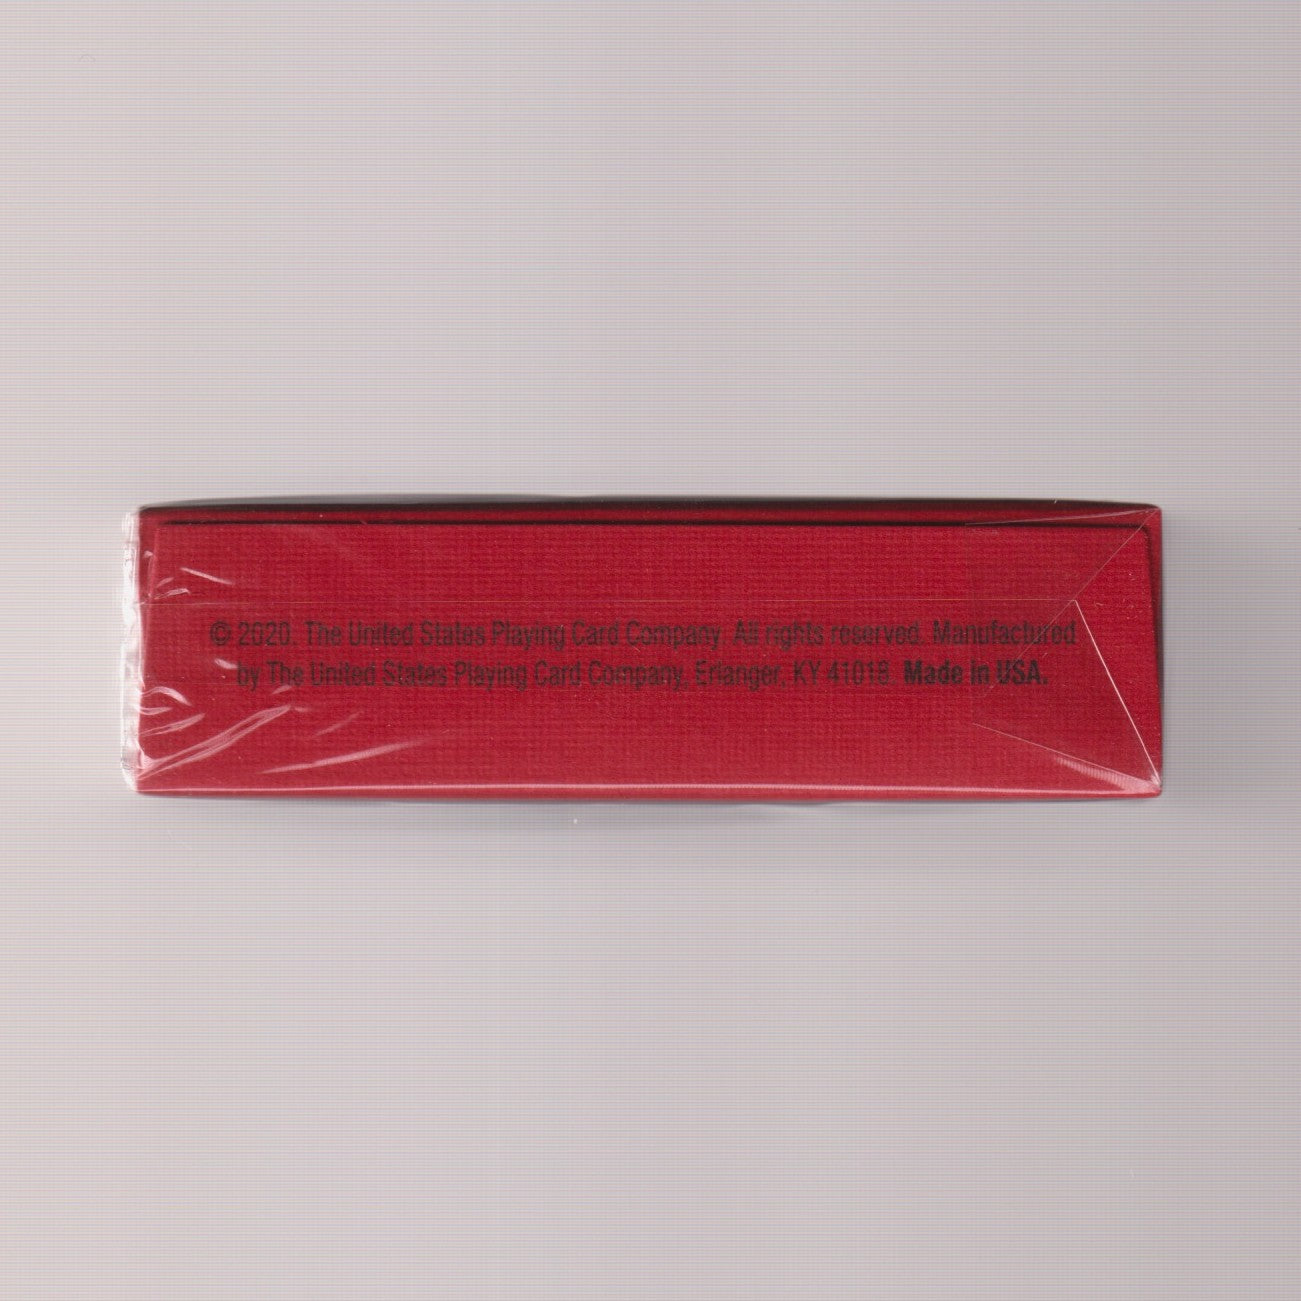 © 2020. The United States Playing Card Company. All rights reserved. Manufactured
by The United States Playing Card Company, Erlanger, KY 41018. Made in USA.